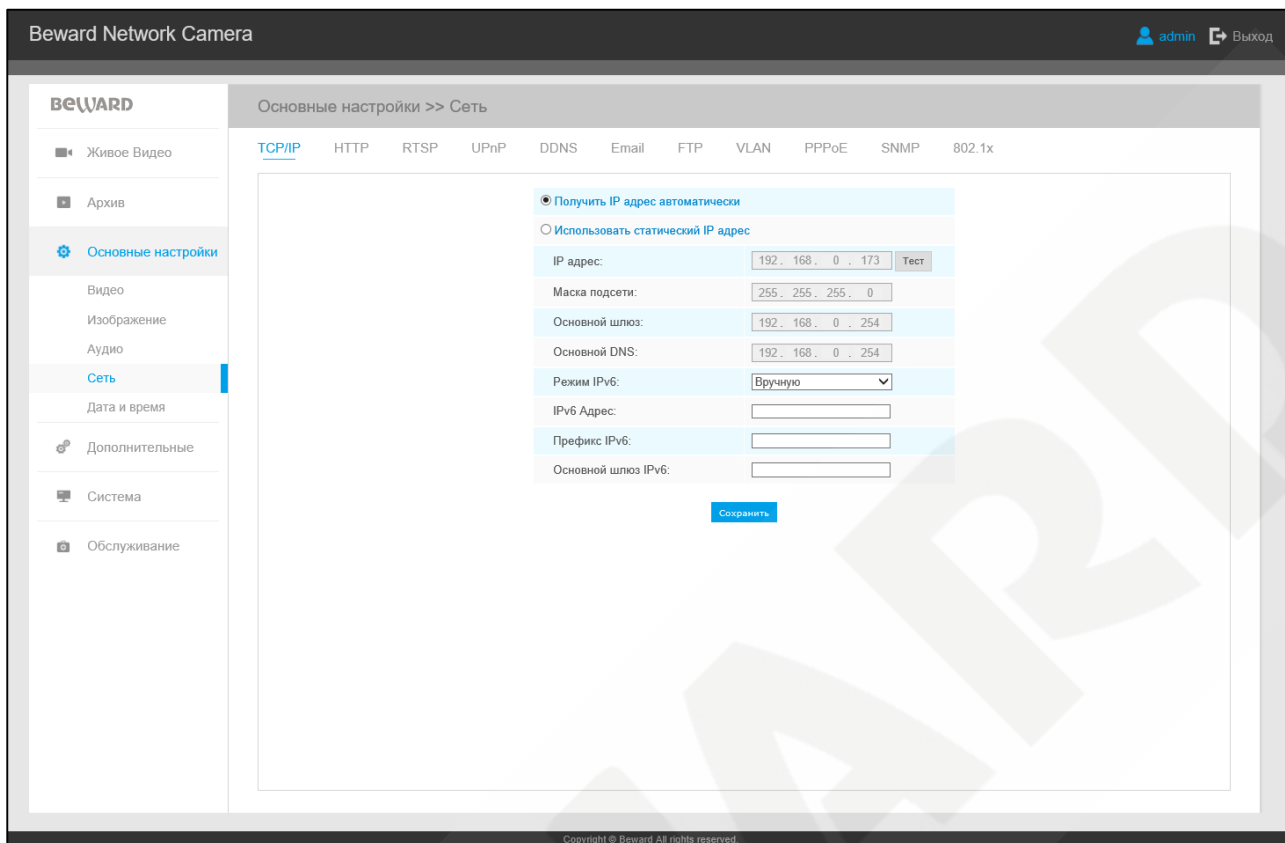 Beward Network Camera
admin Выход
BEWARD
Основные настройки >> Сеть
Живое Видео
Архив
Основные настройки
Видео
Изображение
Аудио
Сеть
Дата и время
Дополнительные
Система
Обслуживание
TCP/IP HTTP RTSP UPnP DDNS Email FTP VLAN PPPoE SNMP 802.1x
Получить IP адрес автоматически
Использовать статический IP адрес
IP адрес: 192. 168. 0 . 173 Тест
Маска подсети: 255. 255. 255. 0
Основной шлюз: 192. 168. 0 . 254
Основной DNS: 192. 168. 0 . 254
Режим IPv6: Вручную
IPv6 Адрес:
Префикс IPv6:
Основной шлюз IPv6:
Сохранить
Copyright © Beward All rights reserved.